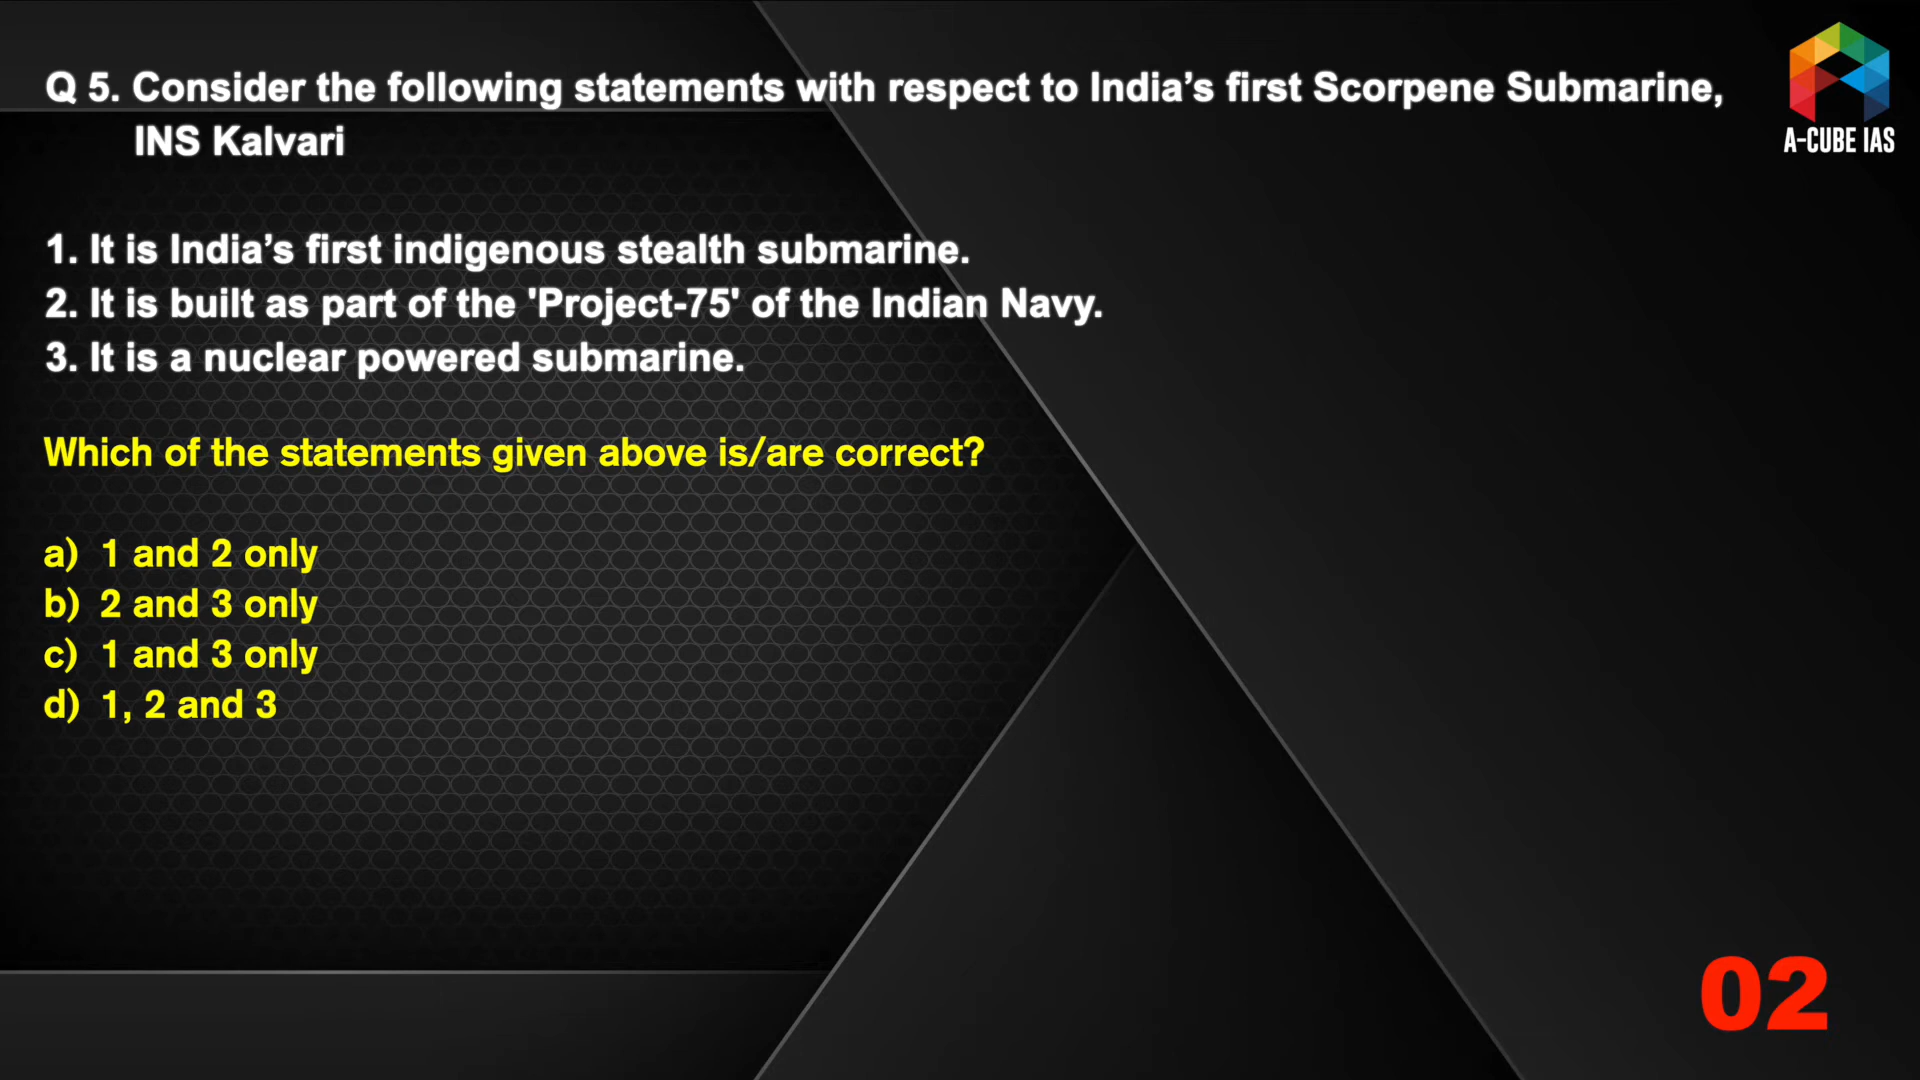 Q 5. Consider the following statements with respect to India’s first Scorpene Submarine,
INS Kalvari
A-CUBE IAS
1. It is India’s first indigenous stealth submarine.
2. It is built as part of the 'Project-75' of the Indian Navy.
3. It is a nuclear powered submarine.
Which of the statements given above is/are correct?
a) 1 and 2 only
b) 2 and 3 only
c) 1 and 3 only
d) 1, 2 and 3
02